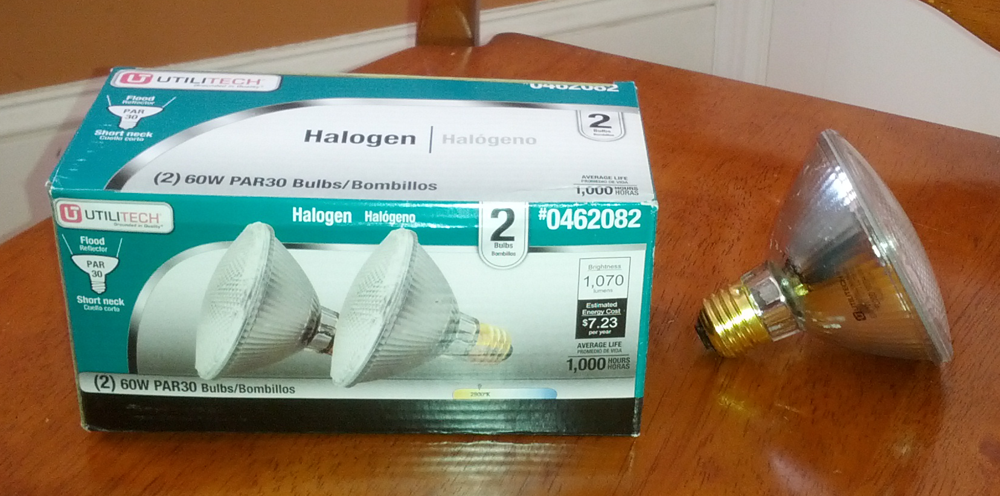 UTILITECH
Grounded in Quality
#0462082
Flood
Reflector
PAR
30
Short neck
Cuello corto
2
Bulbs
Bombillos
Halogen | Halógeno
(2) 60W PAR30 Bulbs/Bombillos
AVERAGE LIFE
PROMEDIO DE VIDA
1,000 HOURS
HORAS
UTILITECH
Grounded in Quality
Halogen Halógeno
2
Bulbs
Bombillos
#0462082
Flood
Reflector
PAR
30
Short neck
Cuello corto
Brightness
1,070
lumens
Estimated
Energy Cost
$7.23
per year
AVERAGE LIFE
PROMEDIO DE VIDA
1,000 HOURS
HORAS
(2) 60W PAR30 Bulbs/Bombillos
2800°K
UTILITECH